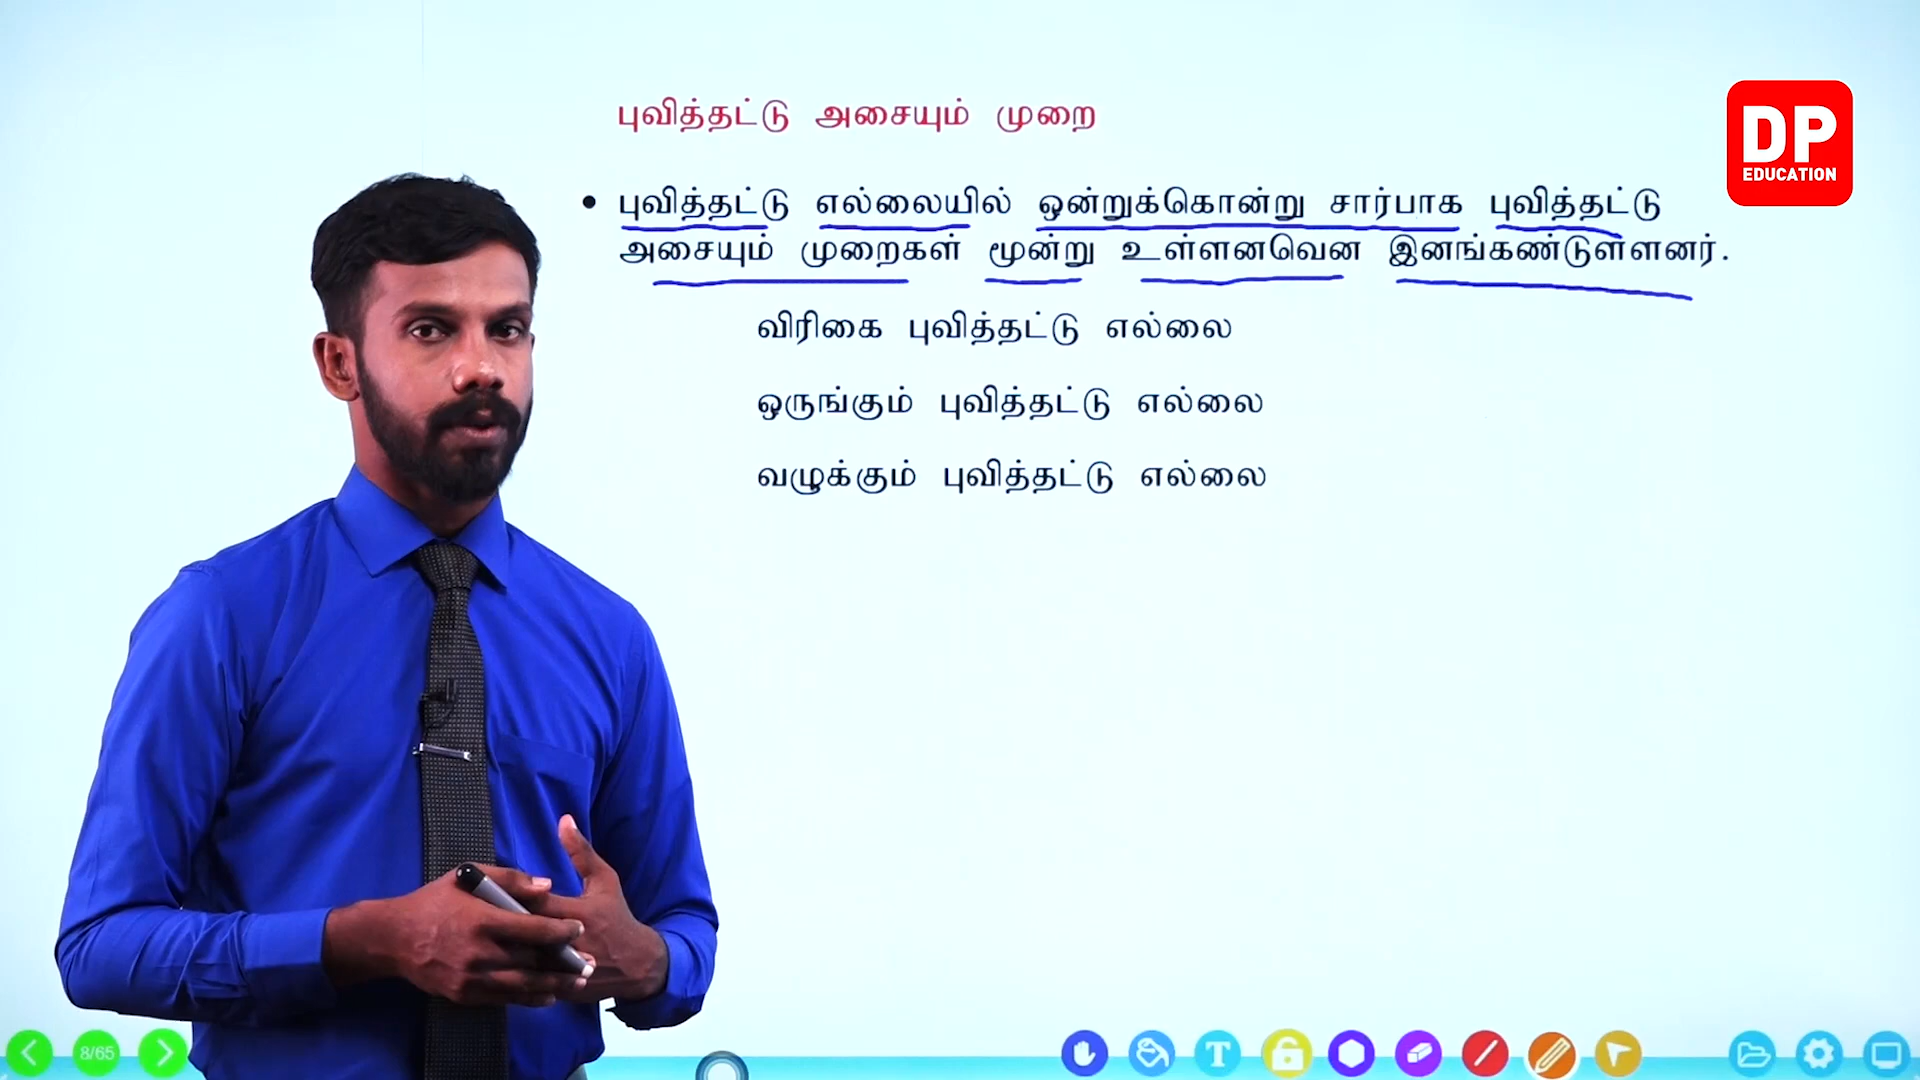 புவித்தட்டு அசையும் முறை
DP
EDUCATION
• புவித்தட்டு எல்லையில் ஒன்றுக்கொன்று சார்பாக புவித்தட்டு
அசையும் முறைகள் மூன்று உள்ளனவென இனங்கண்டுள்ளனர்.
விரிகை புவித்தட்டு எல்லை
ஒருங்கும் புவித்தட்டு எல்லை
வழுக்கும் புவித்தட்டு எல்லை
8/65
T